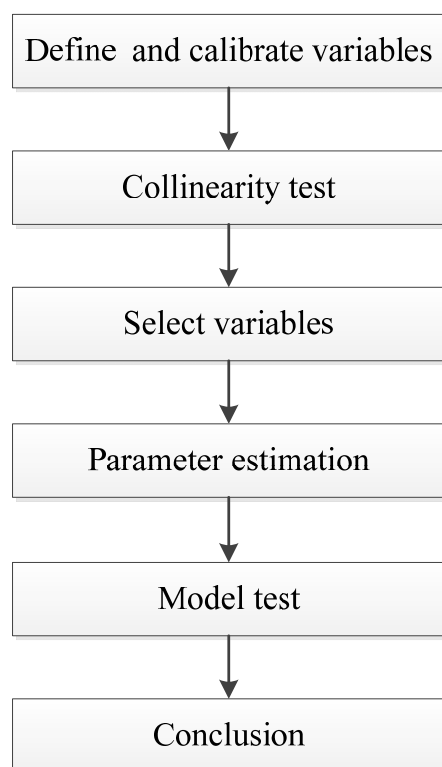 Define and calibrate variables
Collinearity test
Select variables
Parameter estimation
Model test
Conclusion